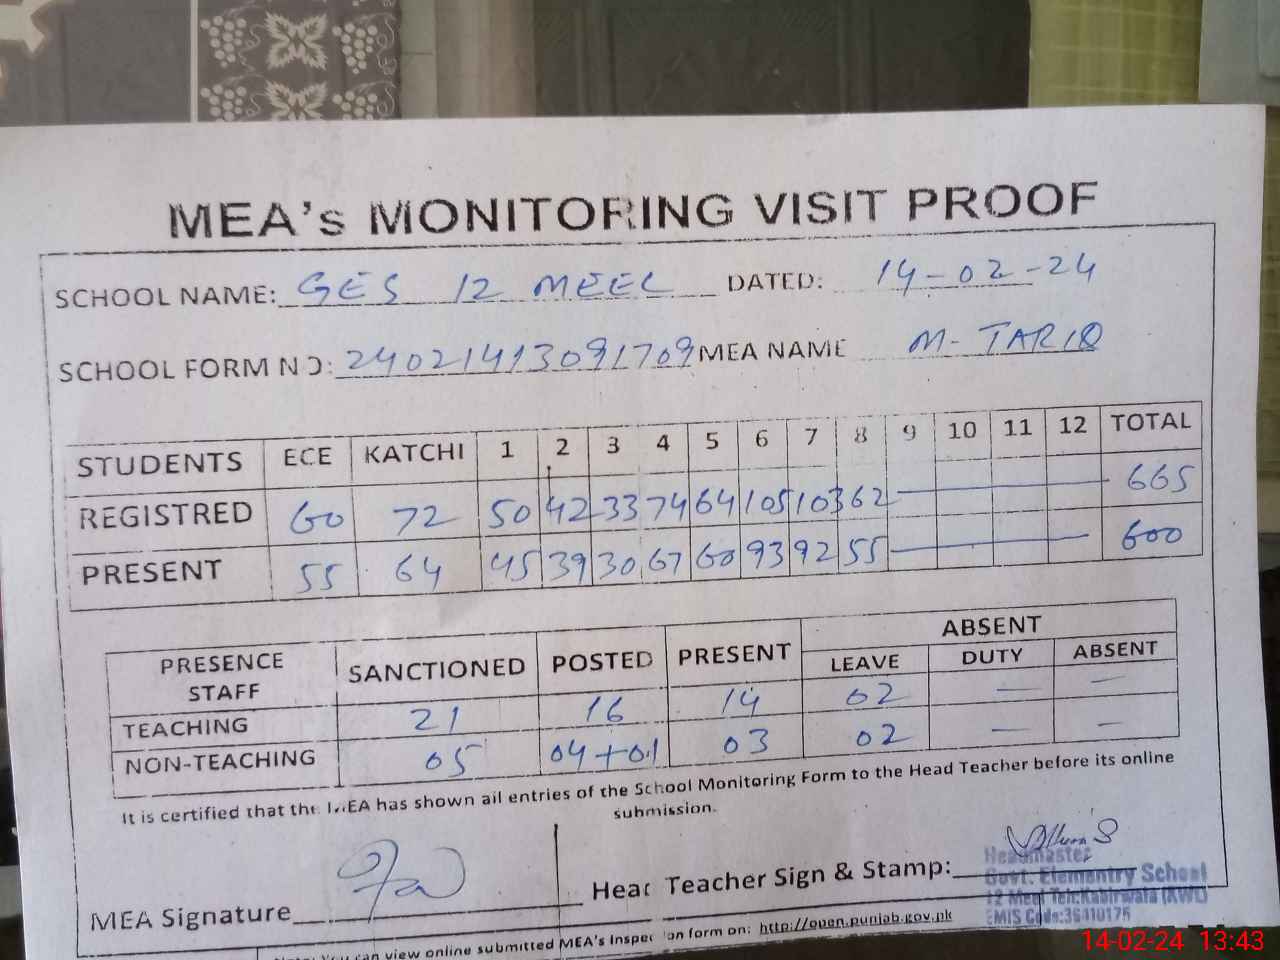 MEA's MONITORING VISIT PROOF
SCHOOL NAME: GES 12 MEEL DATED: 14-02-24
SCHOOL FORM NO: 240214413091709 MEA NAME M- TARIQ
STUDENTS ECE KATCHI 1 2 3 4 5 6 7 8 9 10 11 12 TOTAL
REGISTRED 60 72 50 42 33 74 64 105 103 62 665
PRESENT 55 64 45 39 30 67 60 93 92 55 600
PRESENCE STAFF SANCTIONED POSTED PRESENT ABSENT
LEAVE DUTY ABSENT
TEACHING 21 16 14 02 — —
NON-TEACHING 05 04+01 03 02 — —
It is certified that the MEA has shown all entries of the School Monitoring Form to the Head Teacher before its online
submission.
MEA Signature Head Teacher Sign & Stamp:
Headmaster
Govt. Elemantry School
12 Meel Teh:Kabirwala (KWL)
EMIS Code:36410175
Note: You can view online submitted MEA's Inspection form on: http://open.punjab.gov.pk
14-02-24 13:43